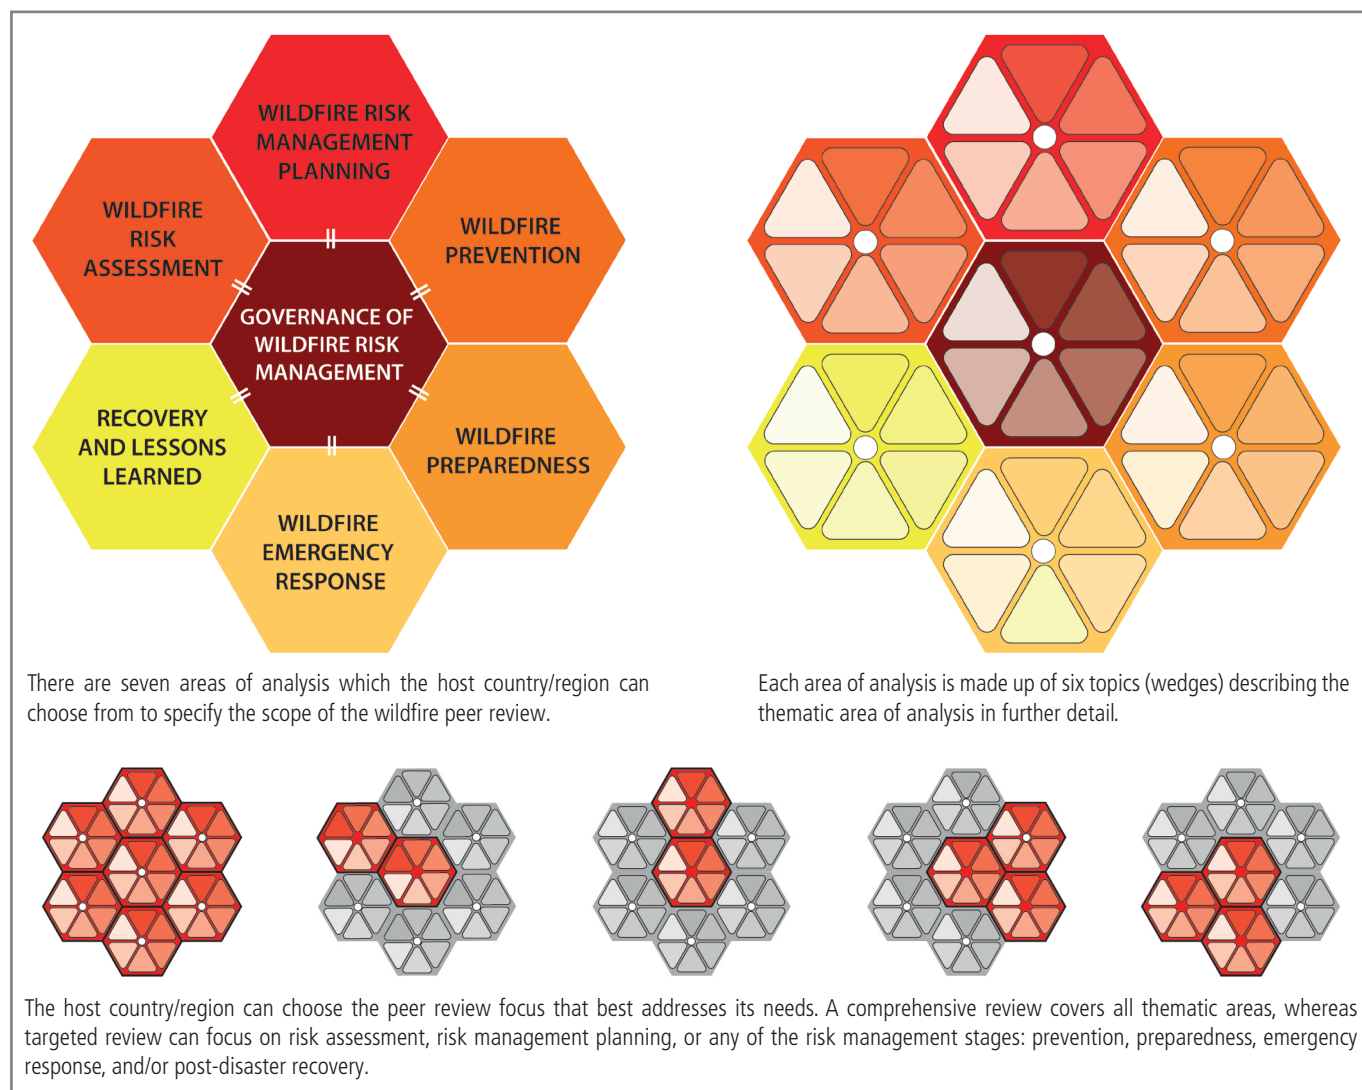 WILDFIRE RISK
MANAGEMENT
PLANNING
WILDFIRE
RISK
ASSESSMENT
WILDFIRE
PREVENTION
GOVERNANCE OF
WILDFIRE RISK
MANAGEMENT
RECOVERY
AND LESSONS
LEARNED
WILDFIRE
PREPAREDNESS
WILDFIRE
EMERGENCY
RESPONSE
There are seven areas of analysis which the host country/region can
choose from to specify the scope of the wildfire peer review.
Each area of analysis is made up of six topics (wedges) describing the
thematic area of analysis in further detail.
The host country/region can choose the peer review focus that best addresses its needs. A comprehensive review covers all thematic areas, whereas
targeted review can focus on risk assessment, risk management planning, or any of the risk management stages: prevention, preparedness, emergency
response, and/or post-disaster recovery.